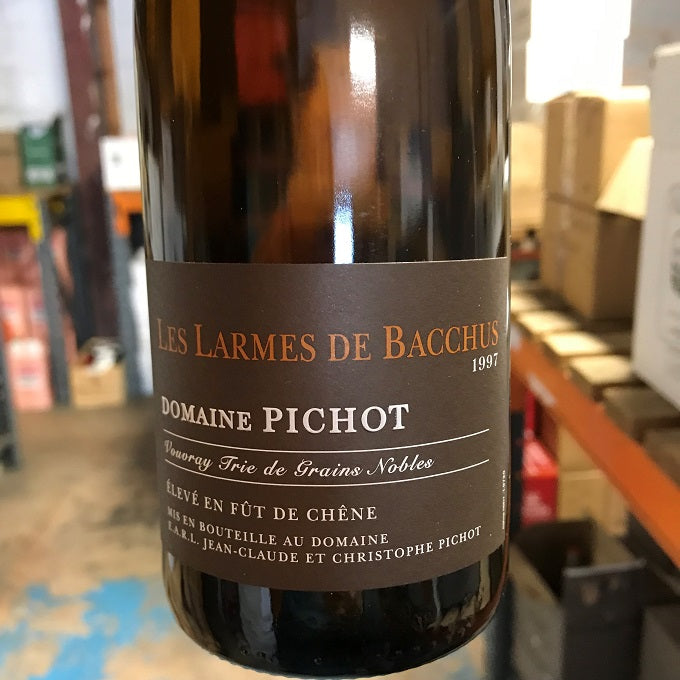 LES LARMES DE BACCHUS
1997
DOMAINE PICHOT
Vouvray Trie de Grains Nobles
ÉLEVÉ EN FÛT DE CHÊNE
MIS EN BOUTEILLE AU DOMAINE
E.A.R.L. JEAN-CLAUDE ET CHRISTOPHE PICHOT